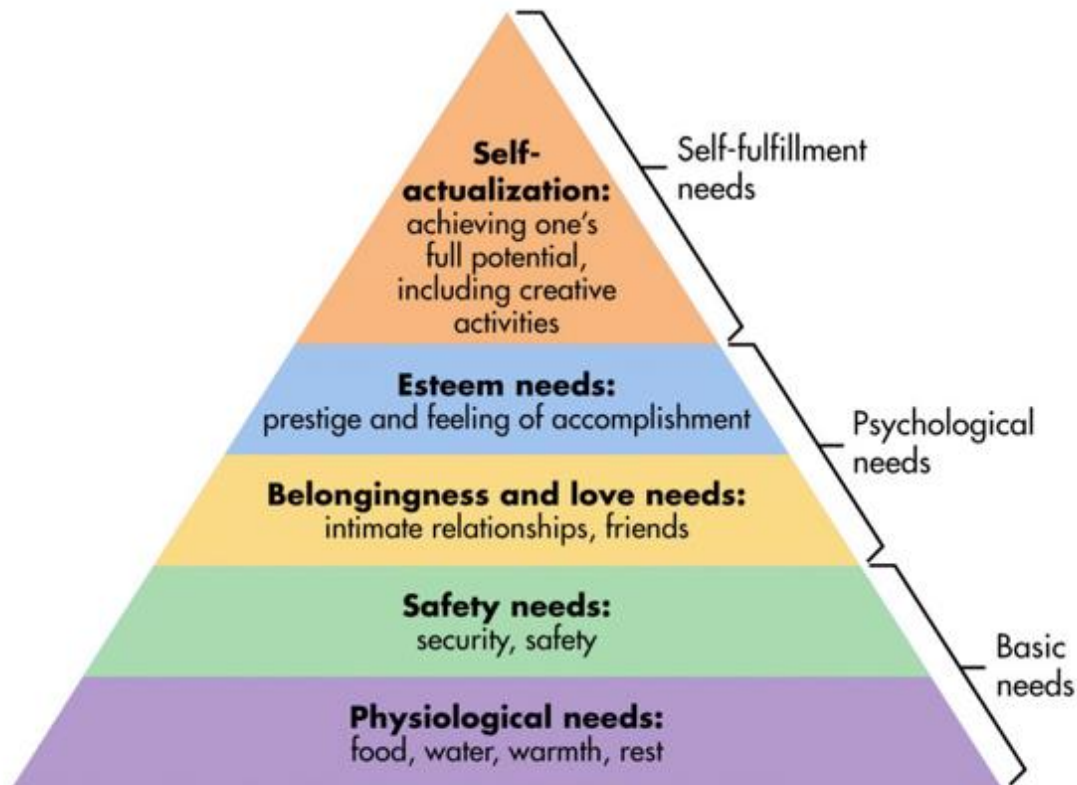 Self-
actualization:
achieving one's
full potential,
including creative
activities
Self-fulfillment
needs
Esteem needs:
prestige and feeling of accomplishment
Psychological
needs
Belongingness and love needs:
intimate relationships, friends
Safety needs:
security, safety
Basic
needs
Physiological needs:
food, water, warmth, rest